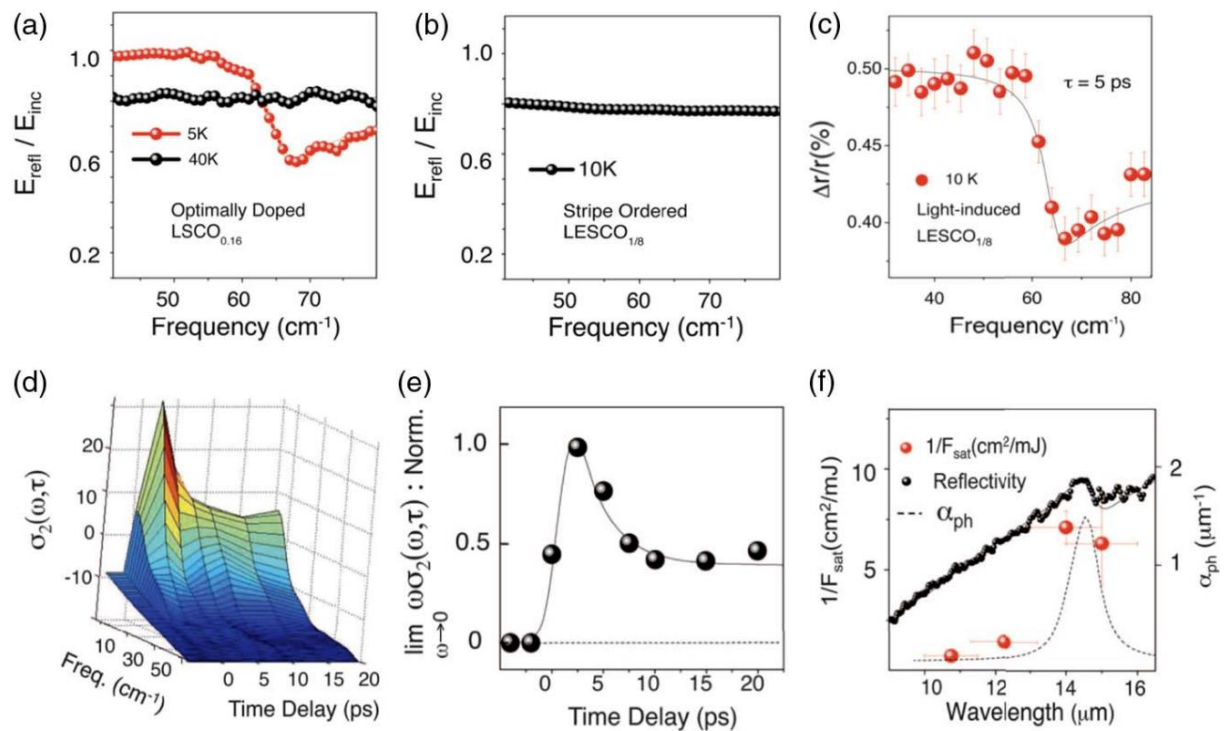 (a)
1.0
0.6
0.2
E_refl / E_inc
5K
40K
Optimally Doped
LSCO_0.16
50 60 70
Frequency (cm⁻¹)
(b)
1.0
0.6
0.2
E_refl / E_inc
10K
Stripe Ordered
LESCO_1/8
50 60 70
Frequency (cm⁻¹)
(c)
0.50
0.45
0.40
Δr/r(%)
τ = 5 ps
10 K
Light-induced
LESCO_1/8
40 60 80
Frequency (cm⁻¹)
(d)
20
10
0
-10
σ₂(ω,τ)
10
30
50
Freq. (cm⁻¹)
0 5 10 15 20
Time Delay (ps)
(e)
1.0
0.5
0
lim ωσ₂(ω,τ) : Norm.
ω→0
0 5 10 15 20
Time Delay (ps)
(f)
10
5
1/F_sat(cm²/mJ)
1/F_sat(cm²/mJ)
Reflectivity
α_ph
2
1
α_ph (μm⁻¹)
10 12 14 16
Wavelength (μm)